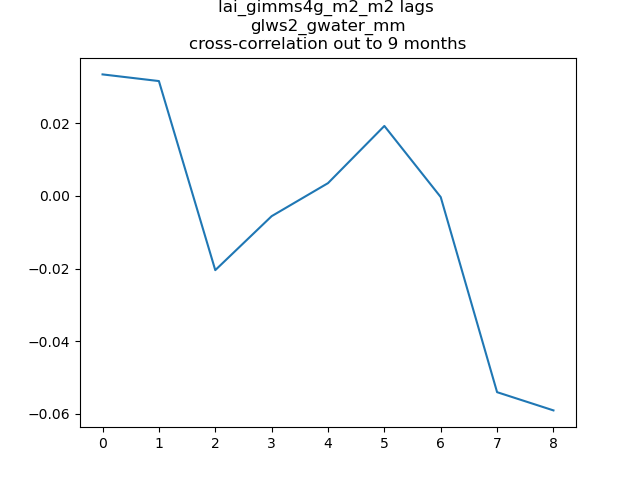 lai_gimms4g_m2_m2 lags
glws2_gwater_mm
cross-correlation out to 9 months
0.02
0.00
−0.02
−0.04
−0.06
0 1 2 3 4 5 6 7 8